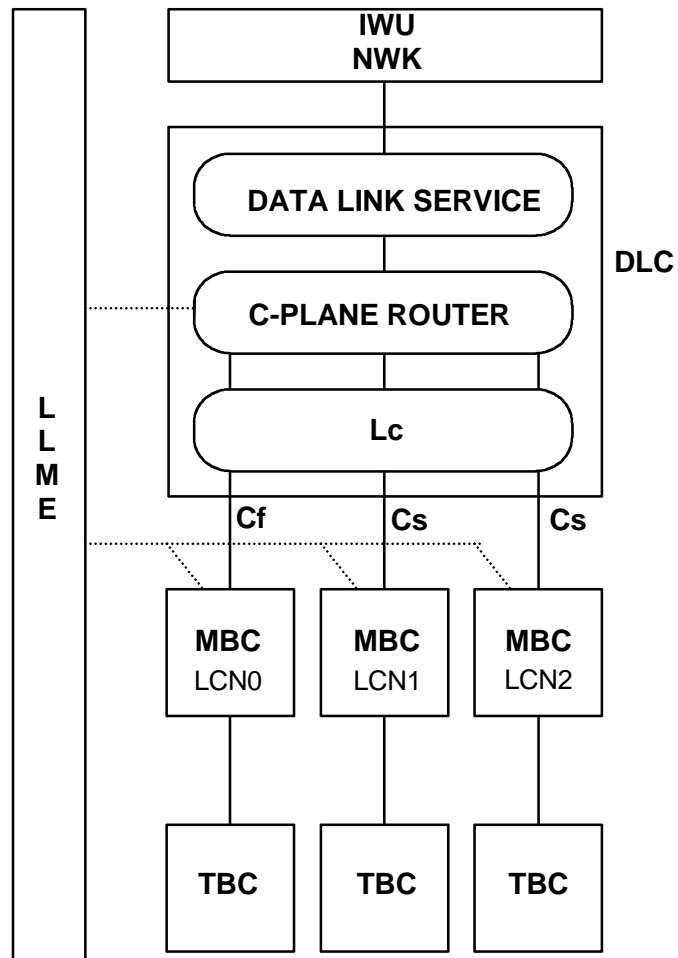 IWU
NWK
DATA LINK SERVICE
DLC
C-PLANE ROUTER
L
L
M
E
Lc
Cf
Cs
Cs
MBC
LCN0
MBC
LCN1
MBC
LCN2
TBC
TBC
TBC